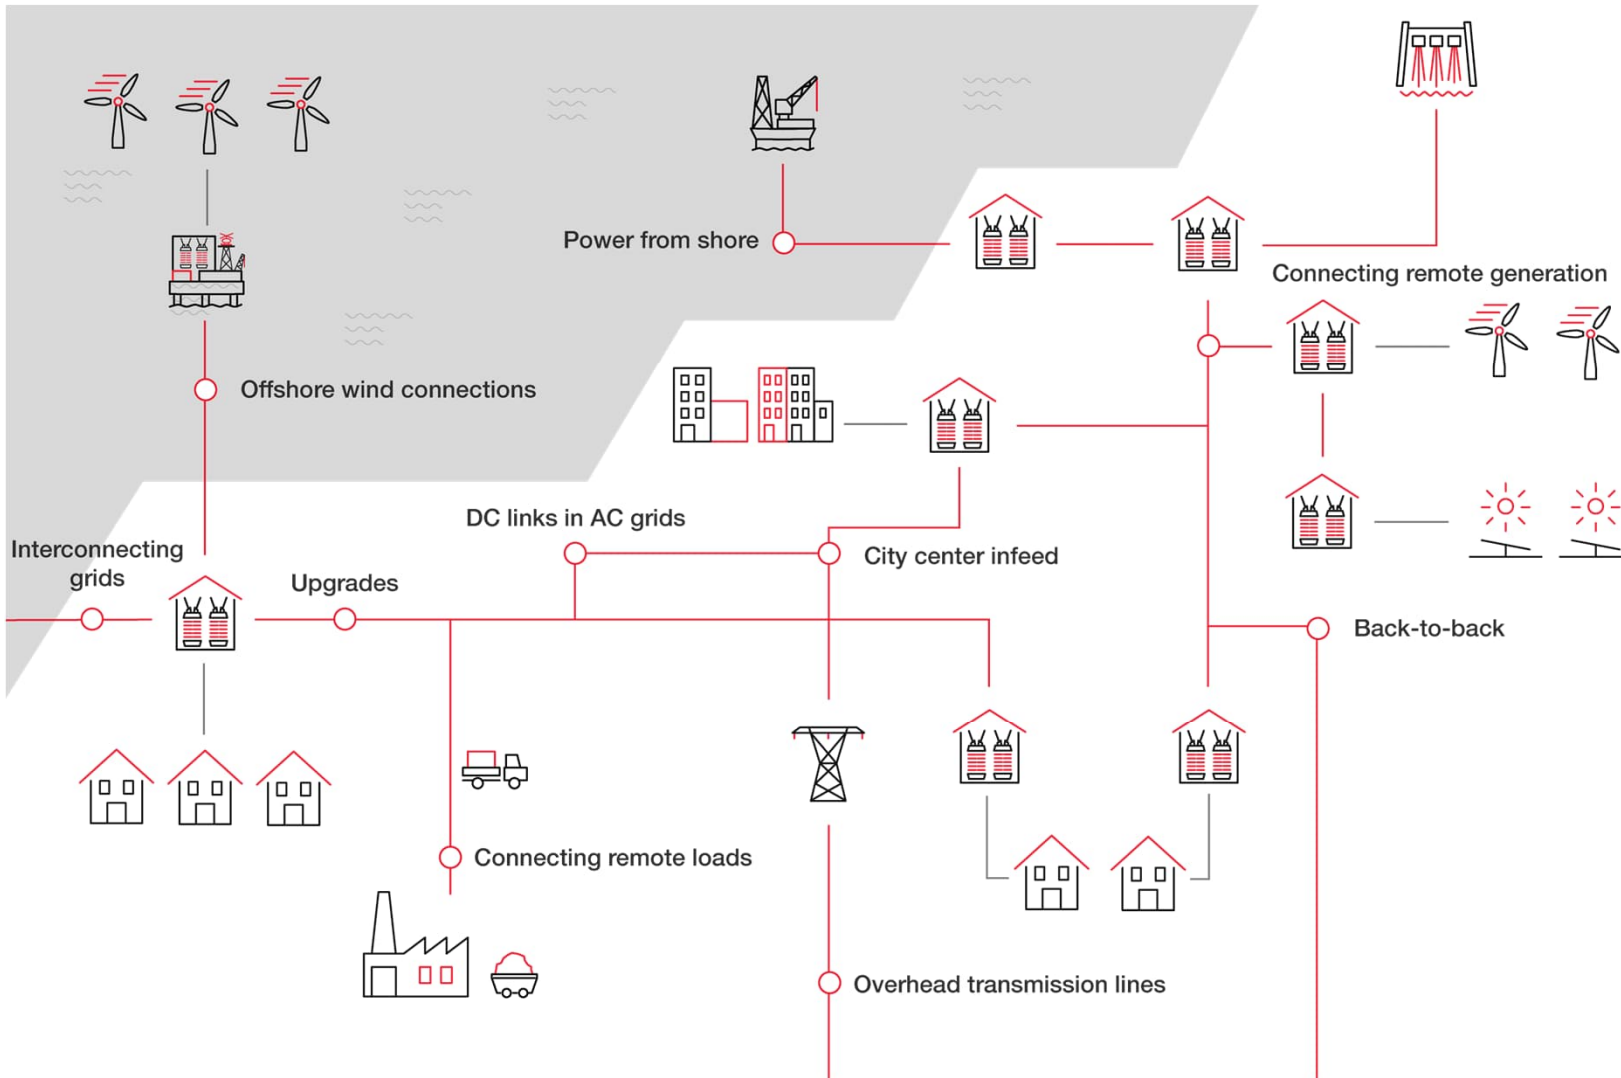 Power from shore
Connecting remote generation
Offshore wind connections
DC links in AC grids
Interconnecting
grids
City center infeed
Upgrades
Back-to-back
Connecting remote loads
Overhead transmission lines